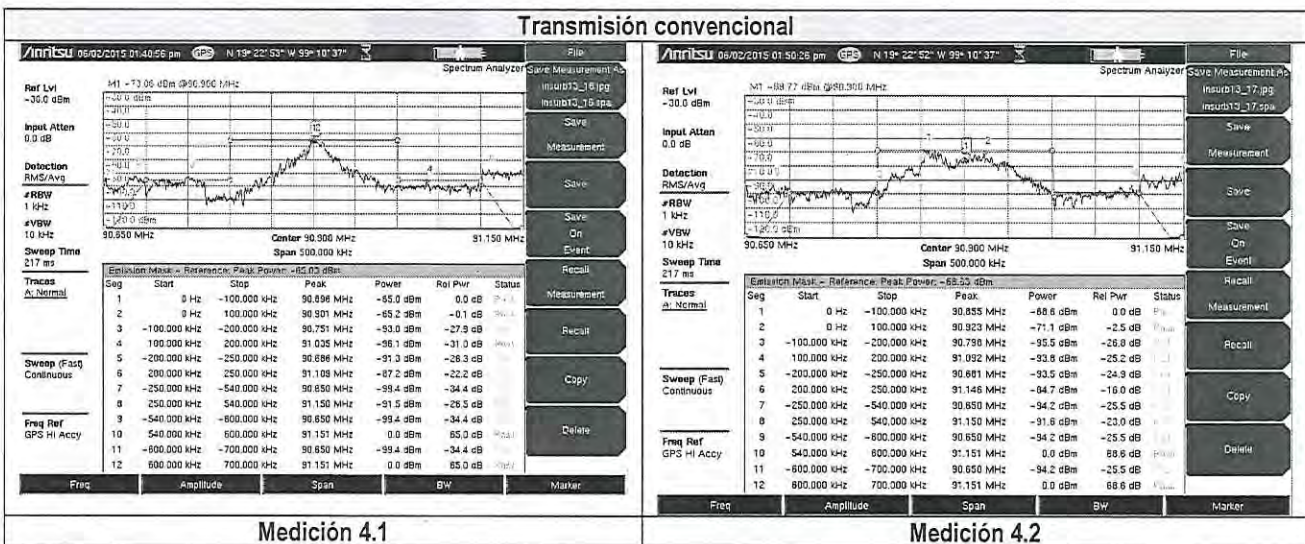 Transmisión convencional
Anritsu 06/02/2015 01:40:56 pm GPS N 19° 22' 53" W 99° 10' 37"
Spectrum Analyzer
Ref Lvl
-30.0 dBm
Input Atten
0.0 dB
Detection
RMS/Avg
#RBW
1 kHz
#VBW
10 kHz
Sweep Time
217 ms
Traces
A: Normal
Sweep (Fast)
Continuous
Freq Ref
GPS Hi Accy
90.650 MHz
Center 90.900 MHz
91.150 MHz
Span 500.000 kHz
Emission Mask - Reference: Peak Power: -65.03 dBm
Seg Start Stop Peak Power Rel Pwr Status
1 0 Hz -100.000 kHz 90.896 MHz -65.0 dBm 0.0 dB
2 0 Hz 100.000 kHz 90.901 MHz -65.2 dBm -0.1 dB
3 -100.000 kHz -200.000 kHz 90.751 MHz -93.0 dBm -27.9 dB
4 100.000 kHz 200.000 kHz 91.035 MHz -96.1 dBm -31.0 dB
5 -200.000 kHz -250.000 kHz 90.686 MHz -91.3 dBm -26.3 dB
6 200.000 kHz 250.000 kHz 91.109 MHz -87.2 dBm -22.2 dB
7 -250.000 kHz -540.000 kHz 90.650 MHz -99.4 dBm -34.4 dB
8 250.000 kHz 540.000 kHz 91.150 MHz -91.5 dBm -26.5 dB
9 -540.000 kHz -600.000 kHz 90.650 MHz -99.4 dBm -34.4 dB
10 540.000 kHz 600.000 kHz 91.151 MHz 0.0 dBm 65.0 dB
11 -600.000 kHz -700.000 kHz 90.650 MHz -99.4 dBm -34.4 dB
12 600.000 kHz 700.000 kHz 91.151 MHz 0.0 dBm 65.0 dB
File
Save Measurement As
insurb13_16.jpg
insurb13_16.spa
Save
Measurement
Save
Save
On
Event
Recall
Measurement
Recall
Copy
Delete
Freq Amplitude Span BW Marker
Medición 4.1
Anritsu 06/02/2015 01:50:26 pm GPS N 19° 22' 52" W 99° 10' 37"
Spectrum Analyzer
Ref Lvl
-30.0 dBm
Input Atten
0.0 dB
Detection
RMS/Avg
#RBW
1 kHz
#VBW
10 kHz
Sweep Time
217 ms
Traces
A: Normal
Sweep (Fast)
Continuous
Freq Ref
GPS Hi Accy
90.650 MHz
Center 90.900 MHz
91.150 MHz
Span 500.000 kHz
Emission Mask - Reference: Peak Power: -68.63 dBm
Seg Start Stop Peak Power Rel Pwr Status
1 0 Hz -100.000 kHz 90.855 MHz -68.6 dBm 0.0 dB
2 0 Hz 100.000 kHz 90.923 MHz -71.1 dBm -2.5 dB
3 -100.000 kHz -200.000 kHz 90.798 MHz -95.5 dBm -26.8 dB
4 100.000 kHz 200.000 kHz 91.092 MHz -93.8 dBm -25.2 dB
5 -200.000 kHz -250.000 kHz 90.681 MHz -93.5 dBm -24.9 dB
6 200.000 kHz 250.000 kHz 91.146 MHz -84.7 dBm -16.0 dB
7 -250.000 kHz -540.000 kHz 90.650 MHz -94.2 dBm -25.5 dB
8 250.000 kHz 540.000 kHz 91.150 MHz -91.6 dBm -23.0 dB
9 -540.000 kHz -600.000 kHz 90.650 MHz -94.2 dBm -25.5 dB
10 540.000 kHz 600.000 kHz 91.151 MHz 0.0 dBm 68.6 dB
11 -600.000 kHz -700.000 kHz 90.650 MHz -94.2 dBm -25.5 dB
12 600.000 kHz 700.000 kHz 91.151 MHz 0.0 dBm 68.6 dB
File
Save Measurement As
insurb13_17.jpg
insurb13_17.spa
Save
Measurement
Save
Save
On
Event
Recall
Measurement
Recall
Copy
Delete
Freq Amplitude Span BW Marker
Medición 4.2